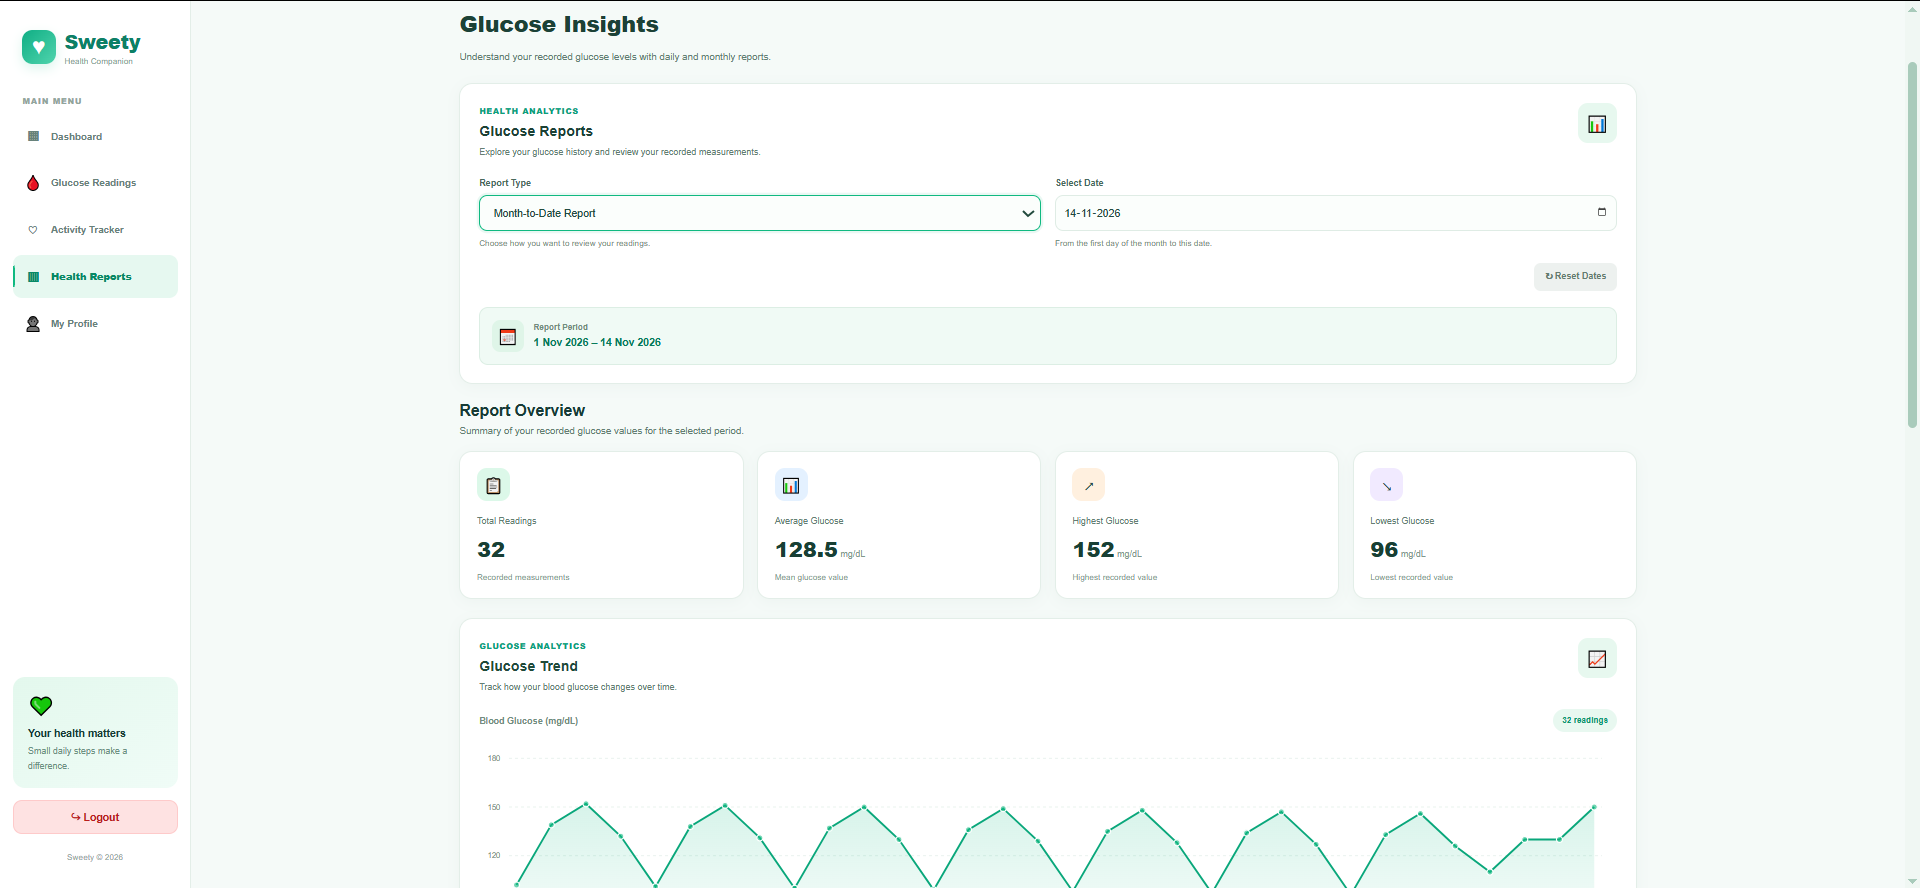 Sweety
Health Companion
MAIN MENU
Dashboard
Glucose Readings
Activity Tracker
Health Reports
My Profile
Your health matters
Small daily steps make a
difference.
↪ Logout
Sweety © 2026
Glucose Insights
Understand your recorded glucose levels with daily and monthly reports.
HEALTH ANALYTICS
Glucose Reports
Explore your glucose history and review your recorded measurements.
Report Type
Month-to-Date Report
Choose how you want to review your readings.
Select Date
14-11-2026
From the first day of the month to this date.
↻ Reset Dates
Report Period
1 Nov 2026 – 14 Nov 2026
Report Overview
Summary of your recorded glucose values for the selected period.
Total Readings
32
Recorded measurements
Average Glucose
128.5 mg/dL
Mean glucose value
Highest Glucose
152 mg/dL
Highest recorded value
Lowest Glucose
96 mg/dL
Lowest recorded value
GLUCOSE ANALYTICS
Glucose Trend
Track how your blood glucose changes over time.
Blood Glucose (mg/dL)
32 readings
180
150
120